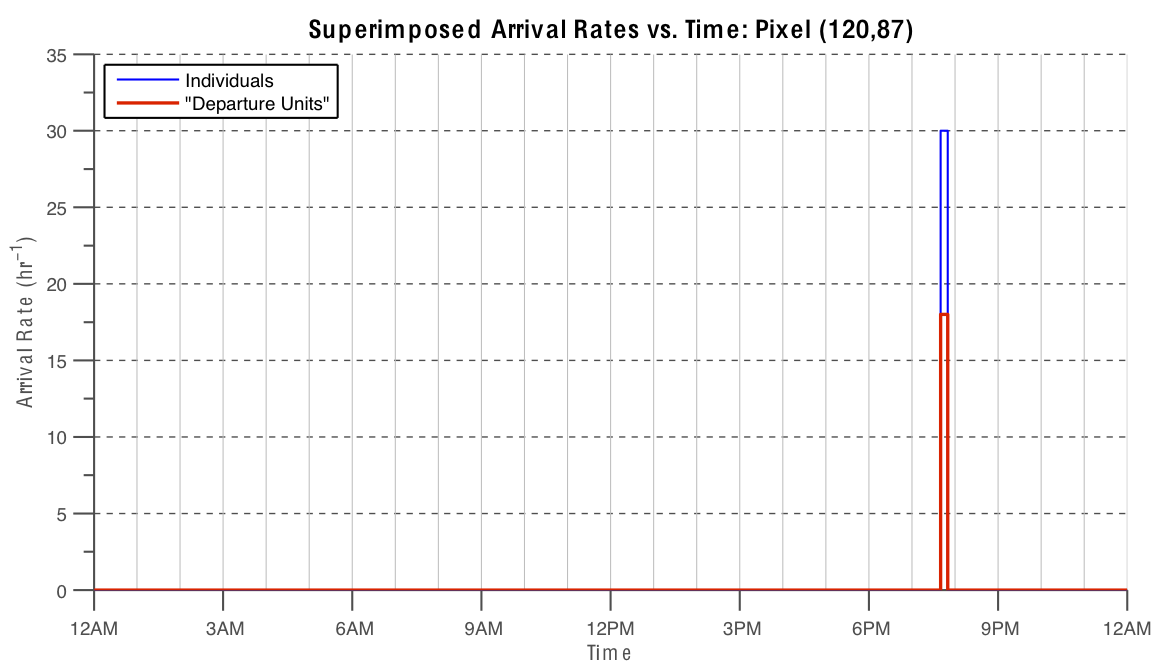 Superimposed Arrival Rates vs. Time: Pixel (120,87)
Individuals
"Departure Units"
Arrival Rate (hr⁻¹)
35
30
25
20
15
10
5
0
12AM 3AM 6AM 9AM 12PM 3PM 6PM 9PM 12AM
Time